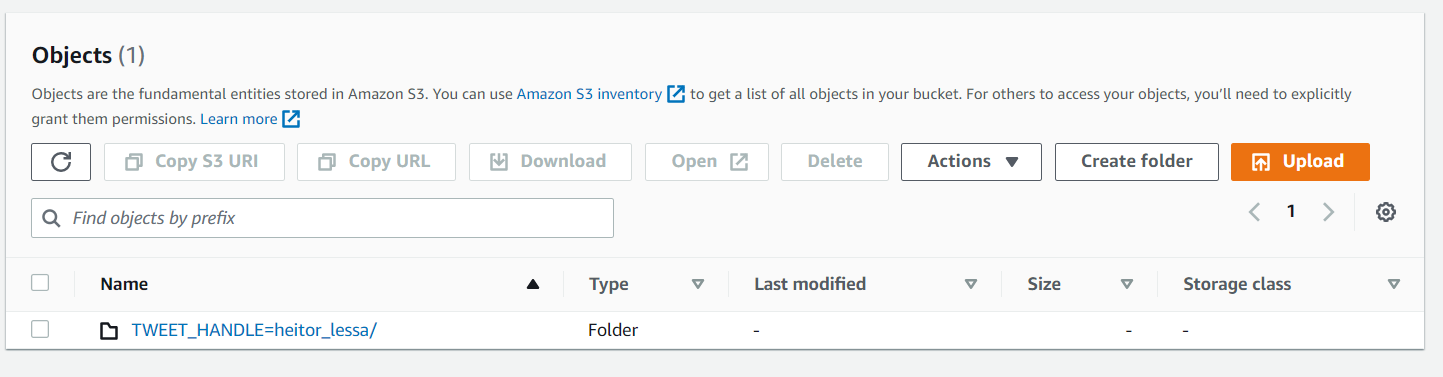 Objects (1)
Objects are the fundamental entities stored in Amazon S3. You can use Amazon S3 inventory to get a list of all objects in your bucket. For others to access your objects, you'll need to explicitly
grant them permissions. Learn more
Copy S3 URI Copy URL Download Open Delete Actions Create folder Upload
Find objects by prefix 1
Name Type Last modified Size Storage class
TWEET_HANDLE=heitor_lessa/ Folder - - -